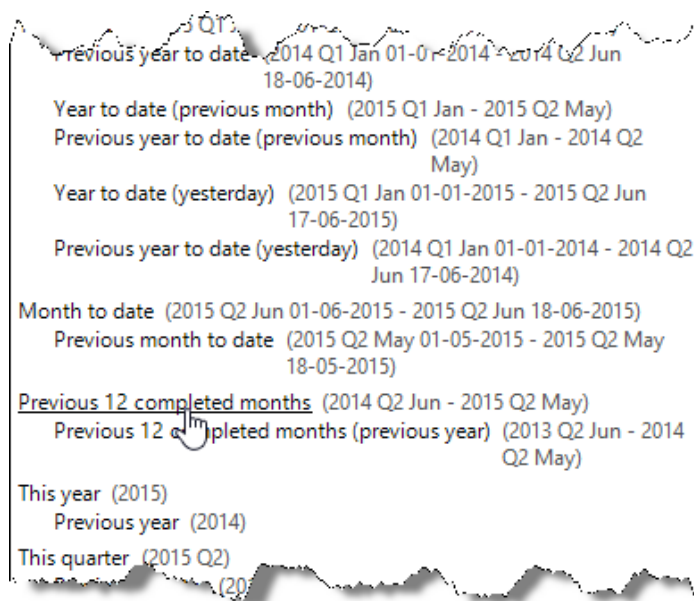 Q1
Previous year to date (2014 Q1 Jan 01-01-2014 - 2014 Q2 Jun
18-06-2014)
Year to date (previous month) (2015 Q1 Jan - 2015 Q2 May)
Previous year to date (previous month) (2014 Q1 Jan - 2014 Q2
May)
Year to date (yesterday) (2015 Q1 Jan 01-01-2015 - 2015 Q2 Jun
17-06-2015)
Previous year to date (yesterday) (2014 Q1 Jan 01-01-2014 - 2014 Q2
Jun 17-06-2014)
Month to date (2015 Q2 Jun 01-06-2015 - 2015 Q2 Jun 18-06-2015)
Previous month to date (2015 Q2 May 01-05-2015 - 2015 Q2 May
18-05-2015)
Previous 12 completed months (2014 Q2 Jun - 2015 Q2 May)
Previous 12 completed months (previous year) (2013 Q2 Jun - 2014
Q2 May)
This year (2015)
Previous year (2014)
This quarter (2015 Q2)